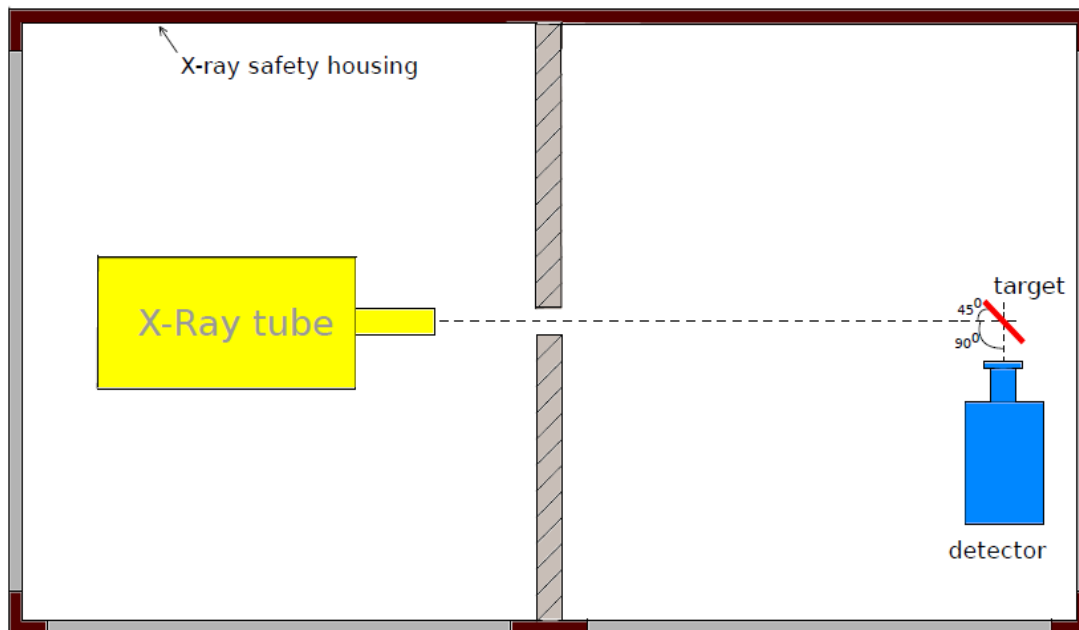 X-ray safety housing
target
45⁰
X-Ray tube
90⁰
detector